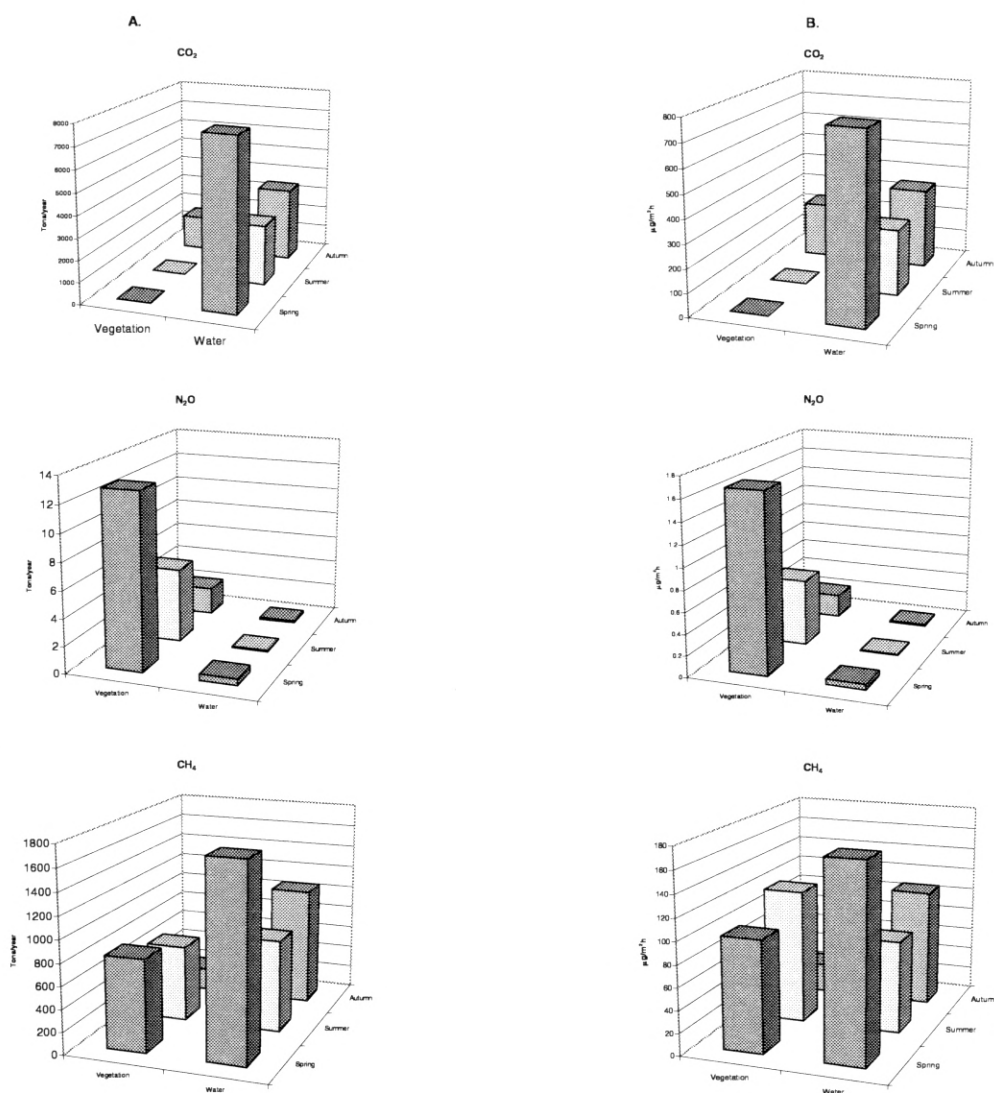 A.
CO₂
8000
7000
6000
5000
4000
3000
2000
1000
0
Tons/year
Vegetation
Water
Spring
Summer
Autumn
B.
CO₂
800
700
600
500
400
300
200
100
0
µg/m²h
Vegetation
Water
Spring
Summer
Autumn
N₂O
14
12
10
8
6
4
2
0
Tons/year
Vegetation
Water
Spring
Summer
Autumn
N₂O
1.8
1.6
1.4
1.2
1
0.8
0.6
0.4
0.2
0
µg/m²h
Vegetation
Water
Spring
Summer
Autumn
CH₄
1800
1600
1400
1200
1000
800
600
400
200
0
Tons/year
Vegetation
Water
Spring
Summer
Autumn
CH₄
180
160
140
120
100
80
60
40
20
0
µg/m²h
Vegetation
Water
Spring
Summer
Autumn